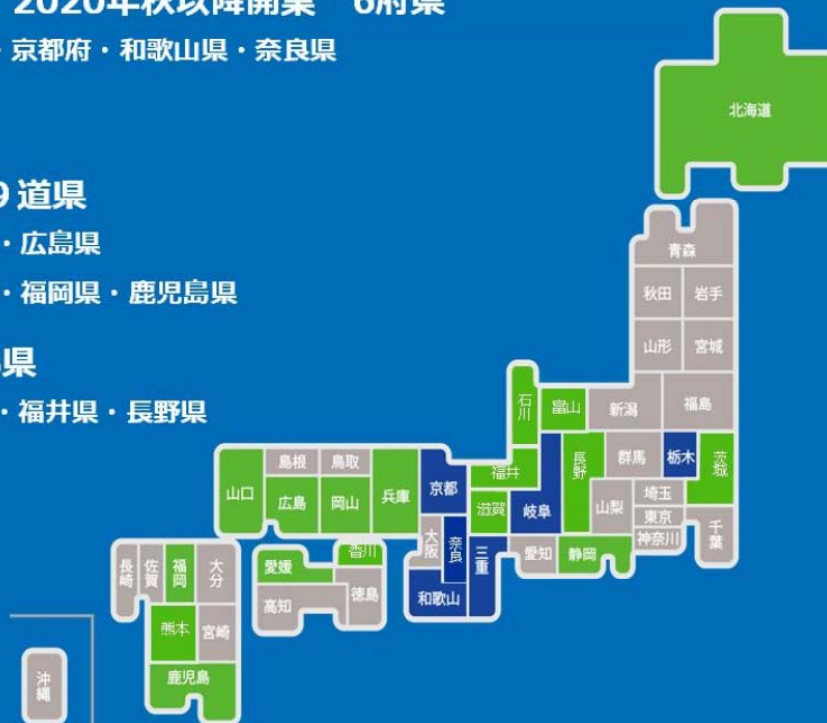 2020年秋以降開業 6府県
・京都府・和歌山県・奈良県
9道県
・広島県
・福岡県・鹿児島県
県
・福井県・長野県
北海道
青森
秋田 岩手
山形 宮城
石川 富山 新潟 福島
福井 長野 群馬 栃木 茨城
島根 鳥取
山口 広島 岡山 兵庫 京都 滋賀 岐阜 山梨 埼玉
東京
神奈川 千葉
大阪 奈良 三重 愛知 静岡
和歌山
香川
愛媛
高知 徳島
長崎 佐賀 福岡 大分
熊本 宮崎
鹿児島
沖縄